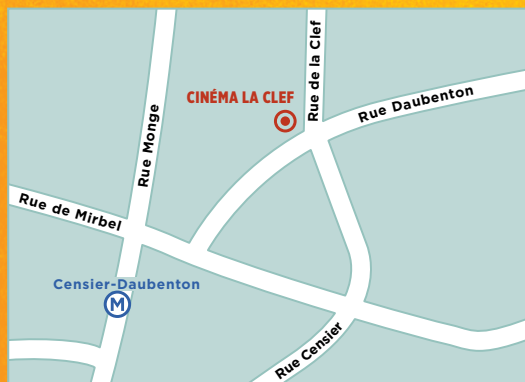 Rue de la Clef
CINÉMA LA CLEF
Rue Daubenton
Rue Monge
Rue de Mirbel
Censier-Daubenton
M
Rue Censier